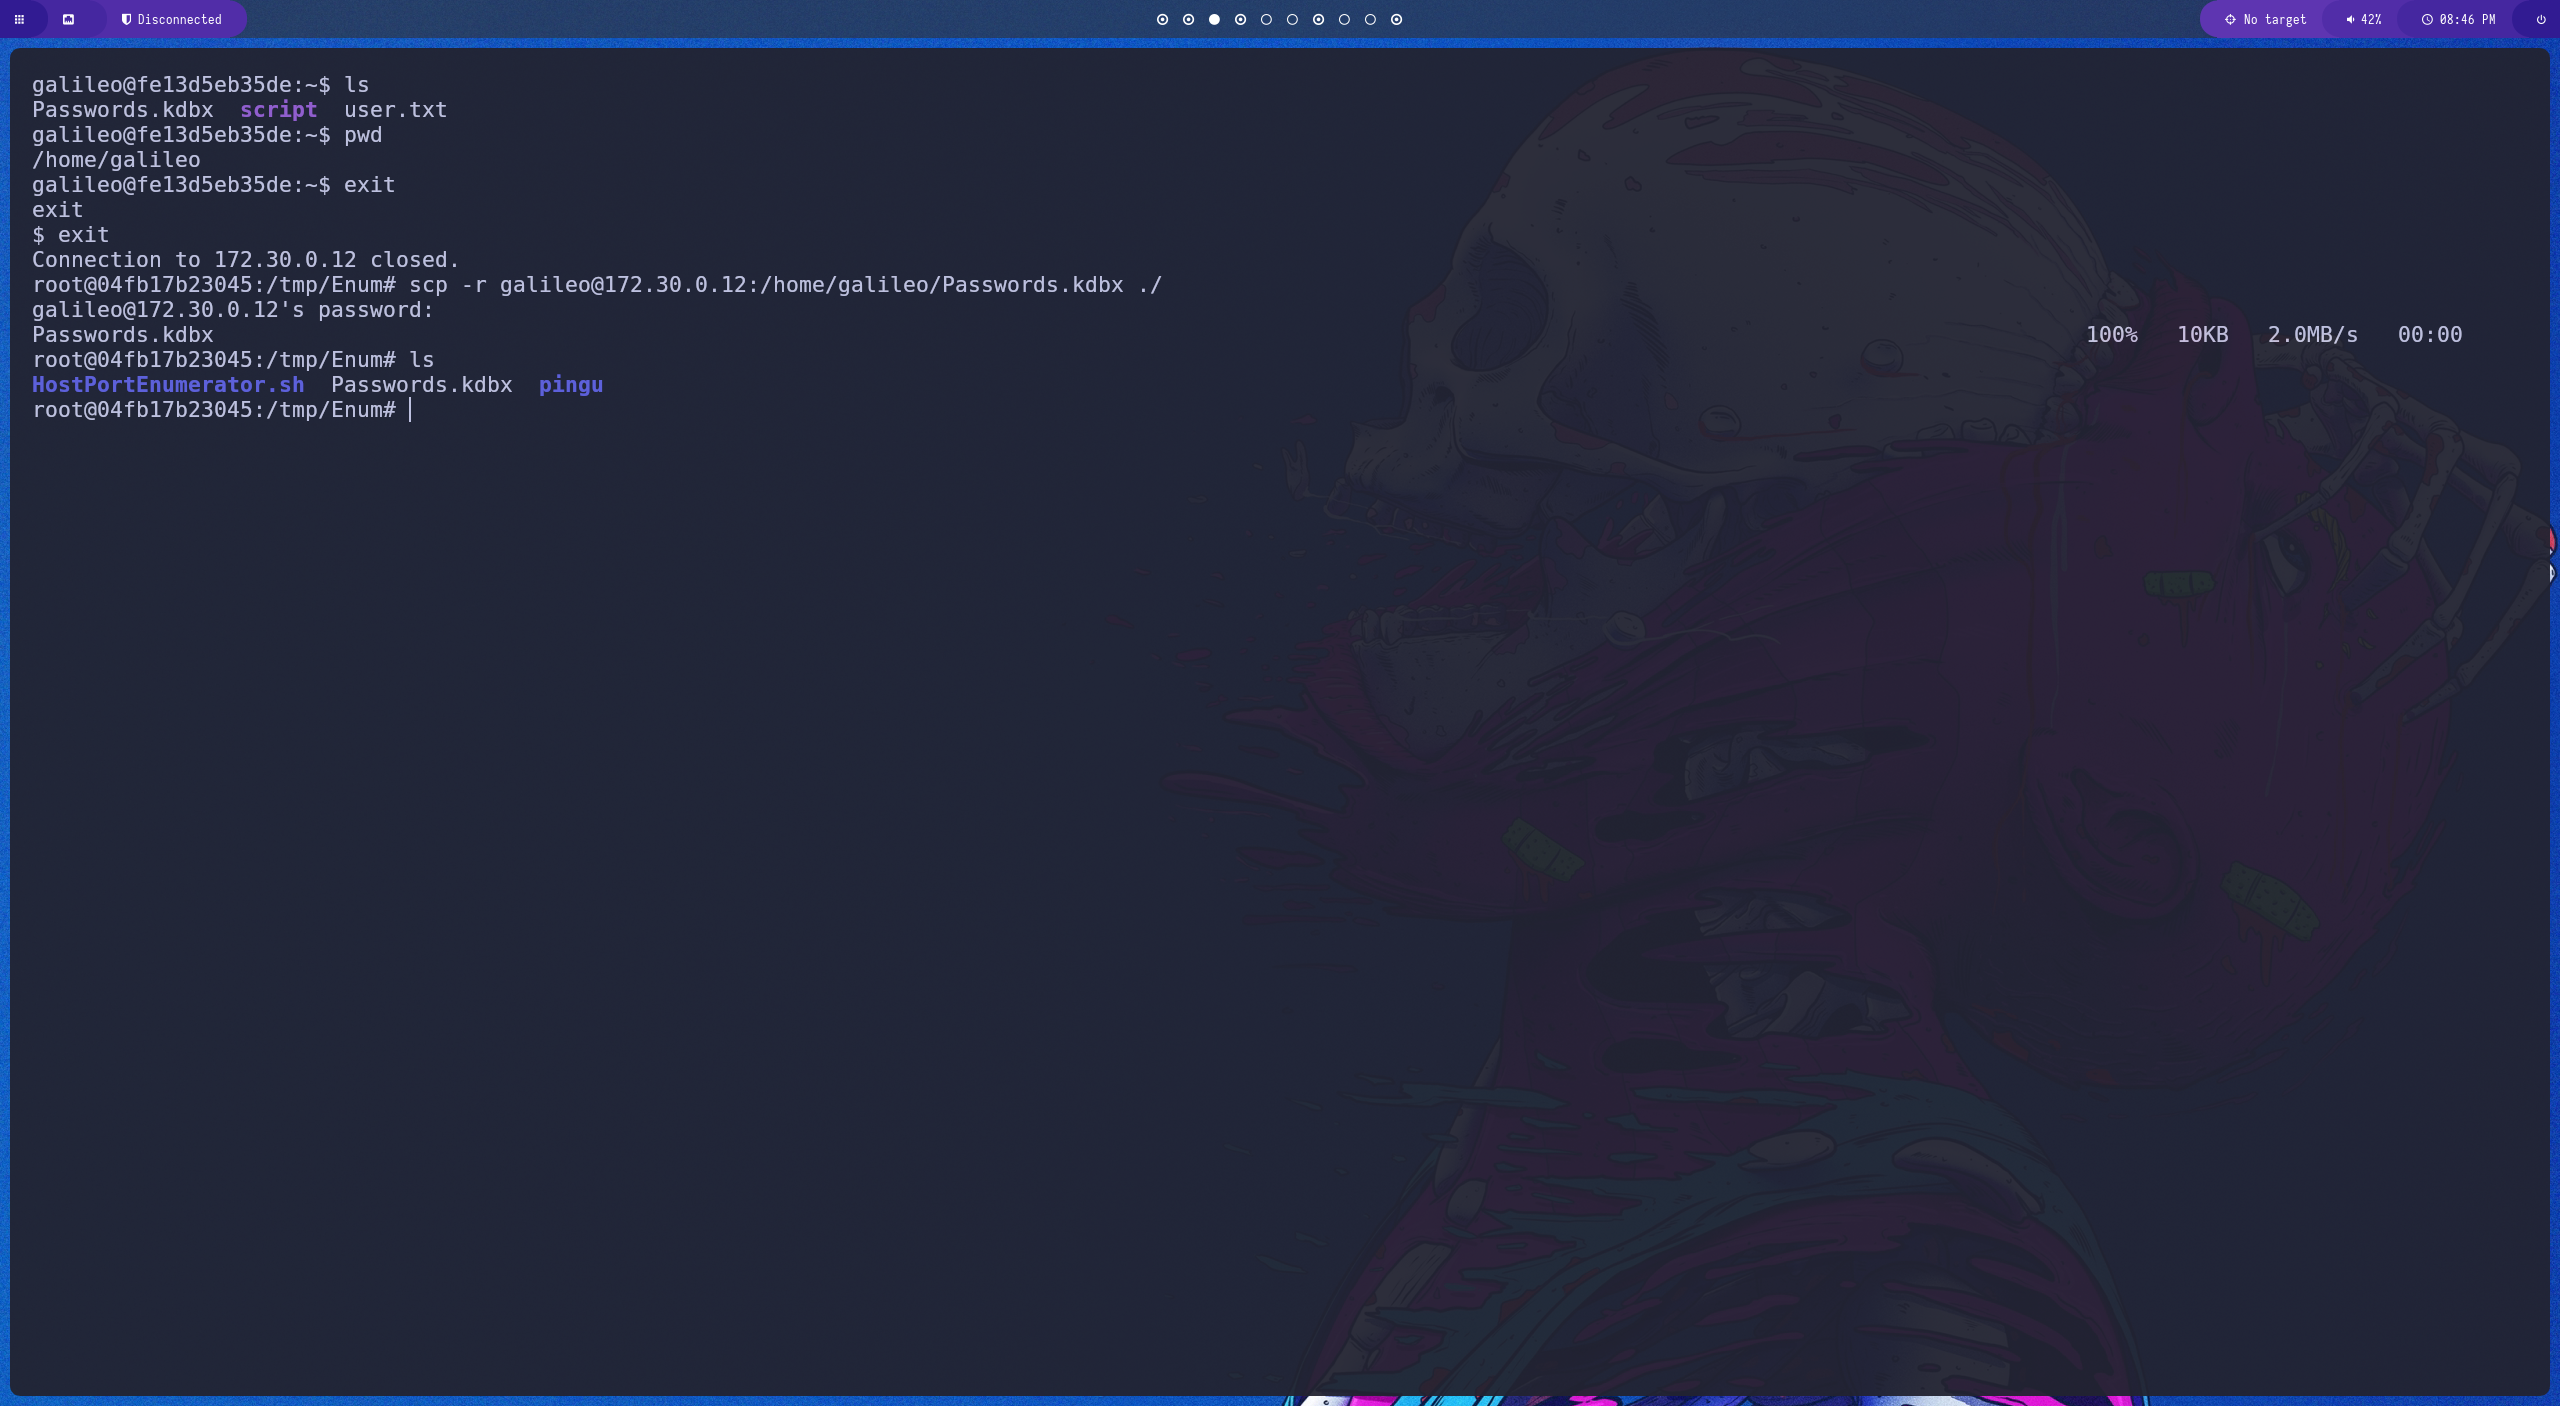 Disconnected
No target
42%
08:46 PM
galileo@fe13d5eb35de:~$ ls
Passwords.kdbx  script  user.txt
galileo@fe13d5eb35de:~$ pwd
/home/galileo
galileo@fe13d5eb35de:~$ exit
exit
$ exit
Connection to 172.30.0.12 closed.
root@04fb17b23045:/tmp/Enum# scp -r galileo@172.30.0.12:/home/galileo/Passwords.kdbx ./
galileo@172.30.0.12's password:
Passwords.kdbx 100% 10KB 2.0MB/s 00:00
root@04fb17b23045:/tmp/Enum# ls
HostPortEnumerator.sh  Passwords.kdbx  pingu
root@04fb17b23045:/tmp/Enum#